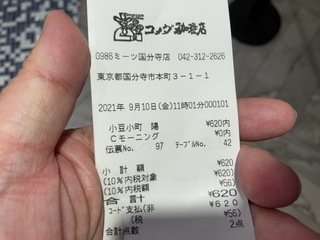 コメダ珈琲店
0986ミーツ国分寺店 042-312-2626
東京都国分寺市本町3-1-1
2021年 9月10日(金)11時01分000101
小豆小町 陽 ¥620内
Cモーニング ¥0内
伝票No. 97 テーブルNo. 42
小 計 額 ¥620
(10%内税対象 ¥620)
(10%内税額 ¥56)
合 計 ¥620
コード支払(非 ¥620
(税 ¥56)
合計点数 2点